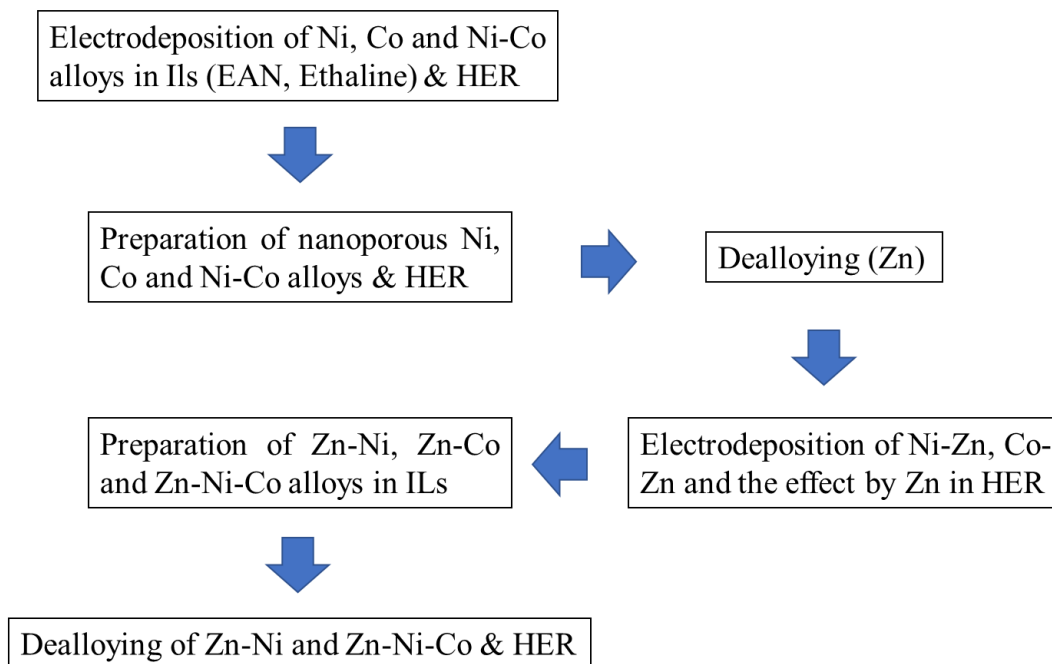 Electrodeposition of Ni, Co and Ni-Co
alloys in Ils (EAN, Ethaline) & HER
Preparation of nanoporous Ni,
Co and Ni-Co alloys & HER
Dealloying (Zn)
Electrodeposition of Ni-Zn, Co-
Zn and the effect by Zn in HER
Preparation of Zn-Ni, Zn-Co
and Zn-Ni-Co alloys in ILs
Dealloying of Zn-Ni and Zn-Ni-Co & HER